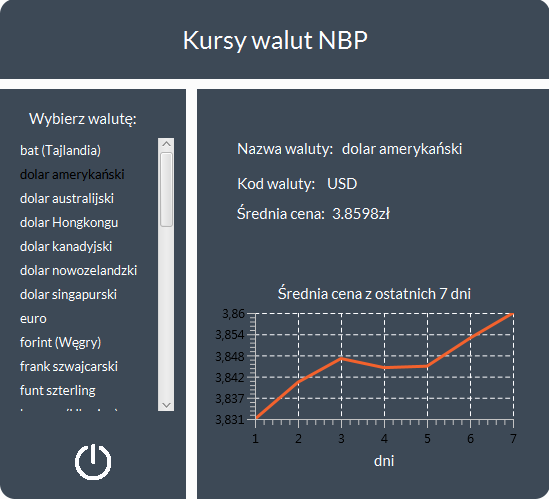 Kursy walut NBP
Wybierz walutę:
bat (Tajlandia)
dolar amerykański
dolar australijski
dolar Hongkongu
dolar kanadyjski
dolar nowozelandzki
dolar singapurski
euro
forint (Węgry)
frank szwajcarski
funt szterling
Nazwa waluty: dolar amerykański
Kod waluty: USD
Średnia cena: 3.8598zł
Średnia cena z ostatnich 7 dni
3,86
3,854
3,848
3,842
3,837
3,831
1 2 3 4 5 6 7
dni